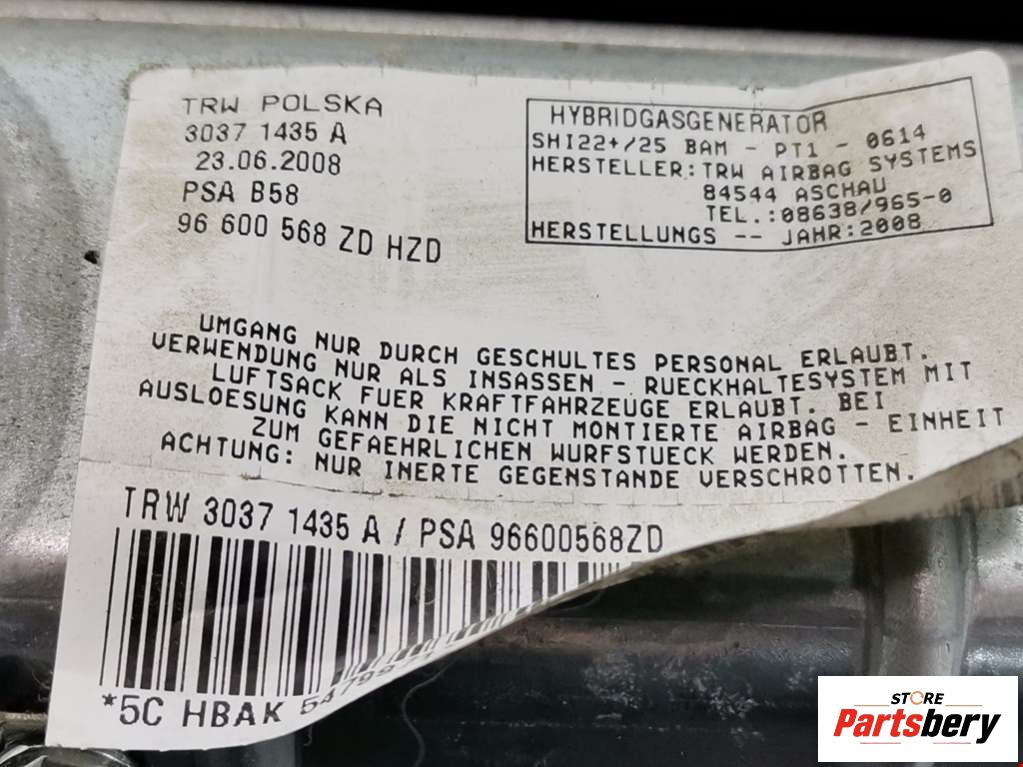 TRW POLSKA
3037 1435 A
23.06.2008
PSA B58
96 600 568 ZD HZD
HYBRIDGASGENERATOR
SHI22+/25 BAM - PT1 - 0614
HERSTELLER: TRW AIRBAG SYSTEMS
84544 ASCHAU
TEL.:08638/965-0
HERSTELLUNGS -- JAHR:2008
UMGANG NUR DURCH GESCHULTES PERSONAL ERLAUBT.
VERWENDUNG NUR ALS INSASSEN - RUECKHALTESYSTEM MIT
LUFTSACK FUER KRAFTFAHRZEUGE ERLAUBT. BEI
AUSLOESUNG KANN DIE NICHT MONTIERTE AIRBAG - EINHEIT
ZUM GEFAEHRLICHEN WURFSTUECK WERDEN.
ACHTUNG: NUR INERTE GEGENSTANDE VERSCHROTTEN.
TRW 3037 1435 A / PSA 96600568ZD
*5C HBAK
STORE
Partsbery